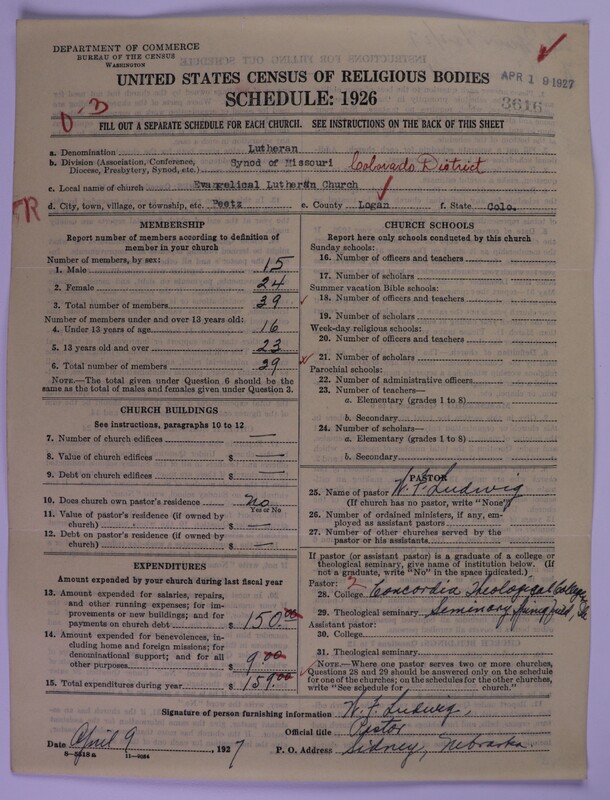 DEPARTMENT OF COMMERCE
BUREAU OF THE CENSUS
WASHINGTON
UNITED STATES CENSUS OF RELIGIOUS BODIES
APR 19 1927
SCHEDULE: 1926
3616
0-3
FILL OUT A SEPARATE SCHEDULE FOR EACH CHURCH. SEE INSTRUCTIONS ON THE BACK OF THIS SHEET
a. Denomination Lutheran
b. Division (Association, Conference, Diocese, Presbytery, Synod, etc.) Synod of Missouri Colorado District
c. Local name of church Evangelical Lutheran Church
d. City, town, village, or township, etc. Peetz e. County Logan f. State Colo.
TR
MEMBERSHIP
Report number of members according to definition of
member in your church
Number of members, by sex:
1. Male 15
2. Female 24
3. Total number of members 39
Number of members under and over 13 years old:
4. Under 13 years of age 16
5. 13 years old and over 23
6. Total number of members 39
NOTE.—The total given under Question 6 should be
the same as the total of males and females given under Question 3.
CHURCH BUILDINGS
See instructions, paragraphs 10 to 12
7. Number of church edifices —
8. Value of church edifices $ —
9. Debt on church edifices $ —
10. Does church own pastor's residence No
Yes or No
11. Value of pastor's residence (if owned by
church) $ —
12. Debt on pastor's residence (if owned by
church) $ —
EXPENDITURES
Amount expended by your church during last fiscal year
13. Amount expended for salaries, repairs,
and other running expenses; for im-
provements or new buildings; and for
payments on church debt $ 150.00
14. Amount expended for benevolences, in-
cluding home and foreign missions; for
denominational support; and for all
other purposes $ 9.00
15. Total expenditures during year $ 159.00
CHURCH SCHOOLS
Report here only schools conducted by this church
Sunday schools:
16. Number of officers and teachers
17. Number of scholars
Summer vacation Bible schools:
18. Number of officers and teachers
19. Number of scholars
Week-day religious schools:
20. Number of officers and teachers
21. Number of scholars
Parochial schools:
22. Number of administrative officers
23. Number of teachers—
a. Elementary (grades 1 to 8)
b. Secondary
24. Number of scholars—
a. Elementary (grades 1 to 8)
b. Secondary
PASTOR
25. Name of pastor W. F. Ludwig
(If church has no pastor, write "None")
26. Number of ordained ministers, if any, em-
ployed as assistant pastors
27. Number of other churches served by the
pastor or his assistants
If pastor (or assistant pastor) is a graduate of a college or
theological seminary, give name of institution below. (If
not a graduate, write "No" in the space indicated.)
Pastor: 2
28. College Concordia Theological College
29. Theological seminary Seminary Springfield, Ill
Assistant pastor:
30. College
31. Theological seminary
NOTE.—Where one pastor serves two or more churches,
Questions 28 and 29 should be answered only on the schedule
for one of the churches; on the schedules for the other churches,
write "See schedule for church."
Signature of person furnishing information W. F. Ludwig,
Official title Pastor
Date April 9, 1927 P. O. Address Sidney, Nebraska.
8-5318a 11-9084